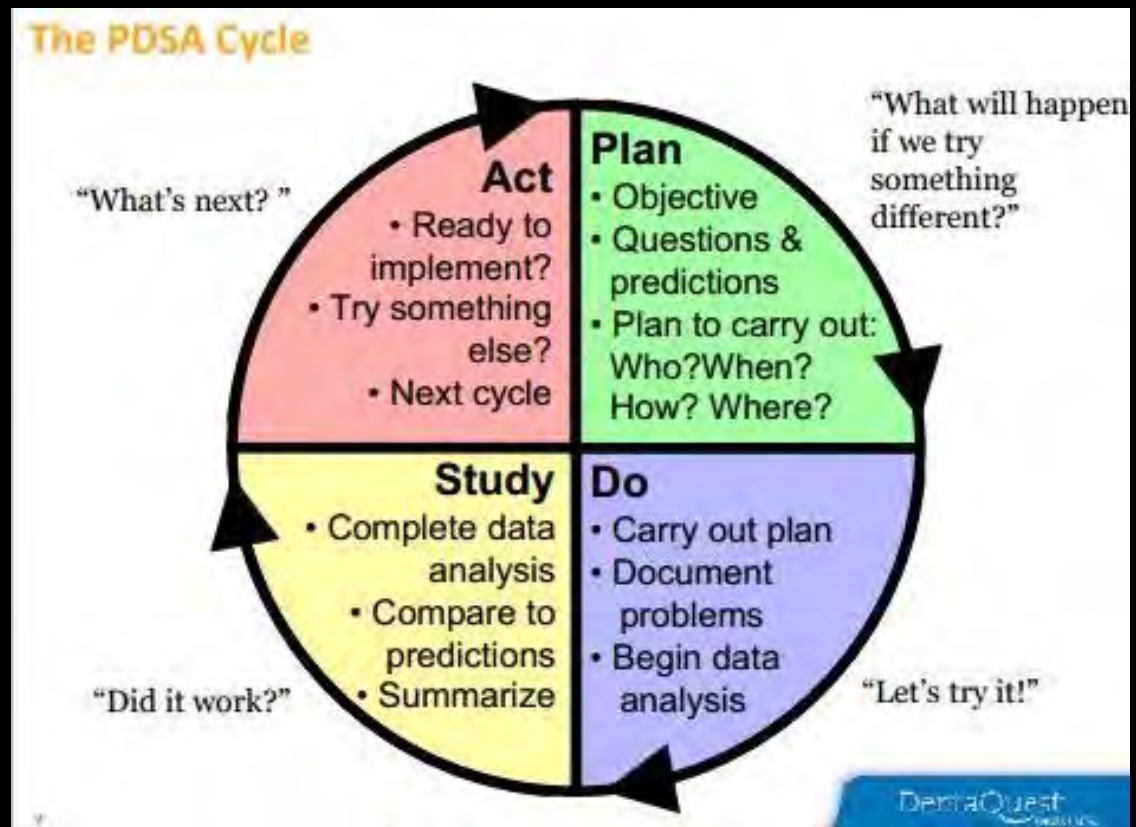 The PDSA Cycle
"What's next? "
Act
• Ready to
implement?
• Try something
else?
• Next cycle
Plan
• Objective
• Questions &
predictions
• Plan to carry out:
Who?When?
How? Where?
"What will happen
if we try
something
different?"
Study
• Complete data
analysis
• Compare to
predictions
• Summarize
"Did it work?"
Do
• Carry out plan
• Document
problems
• Begin data
analysis
"Let's try it!"
DentaQuest